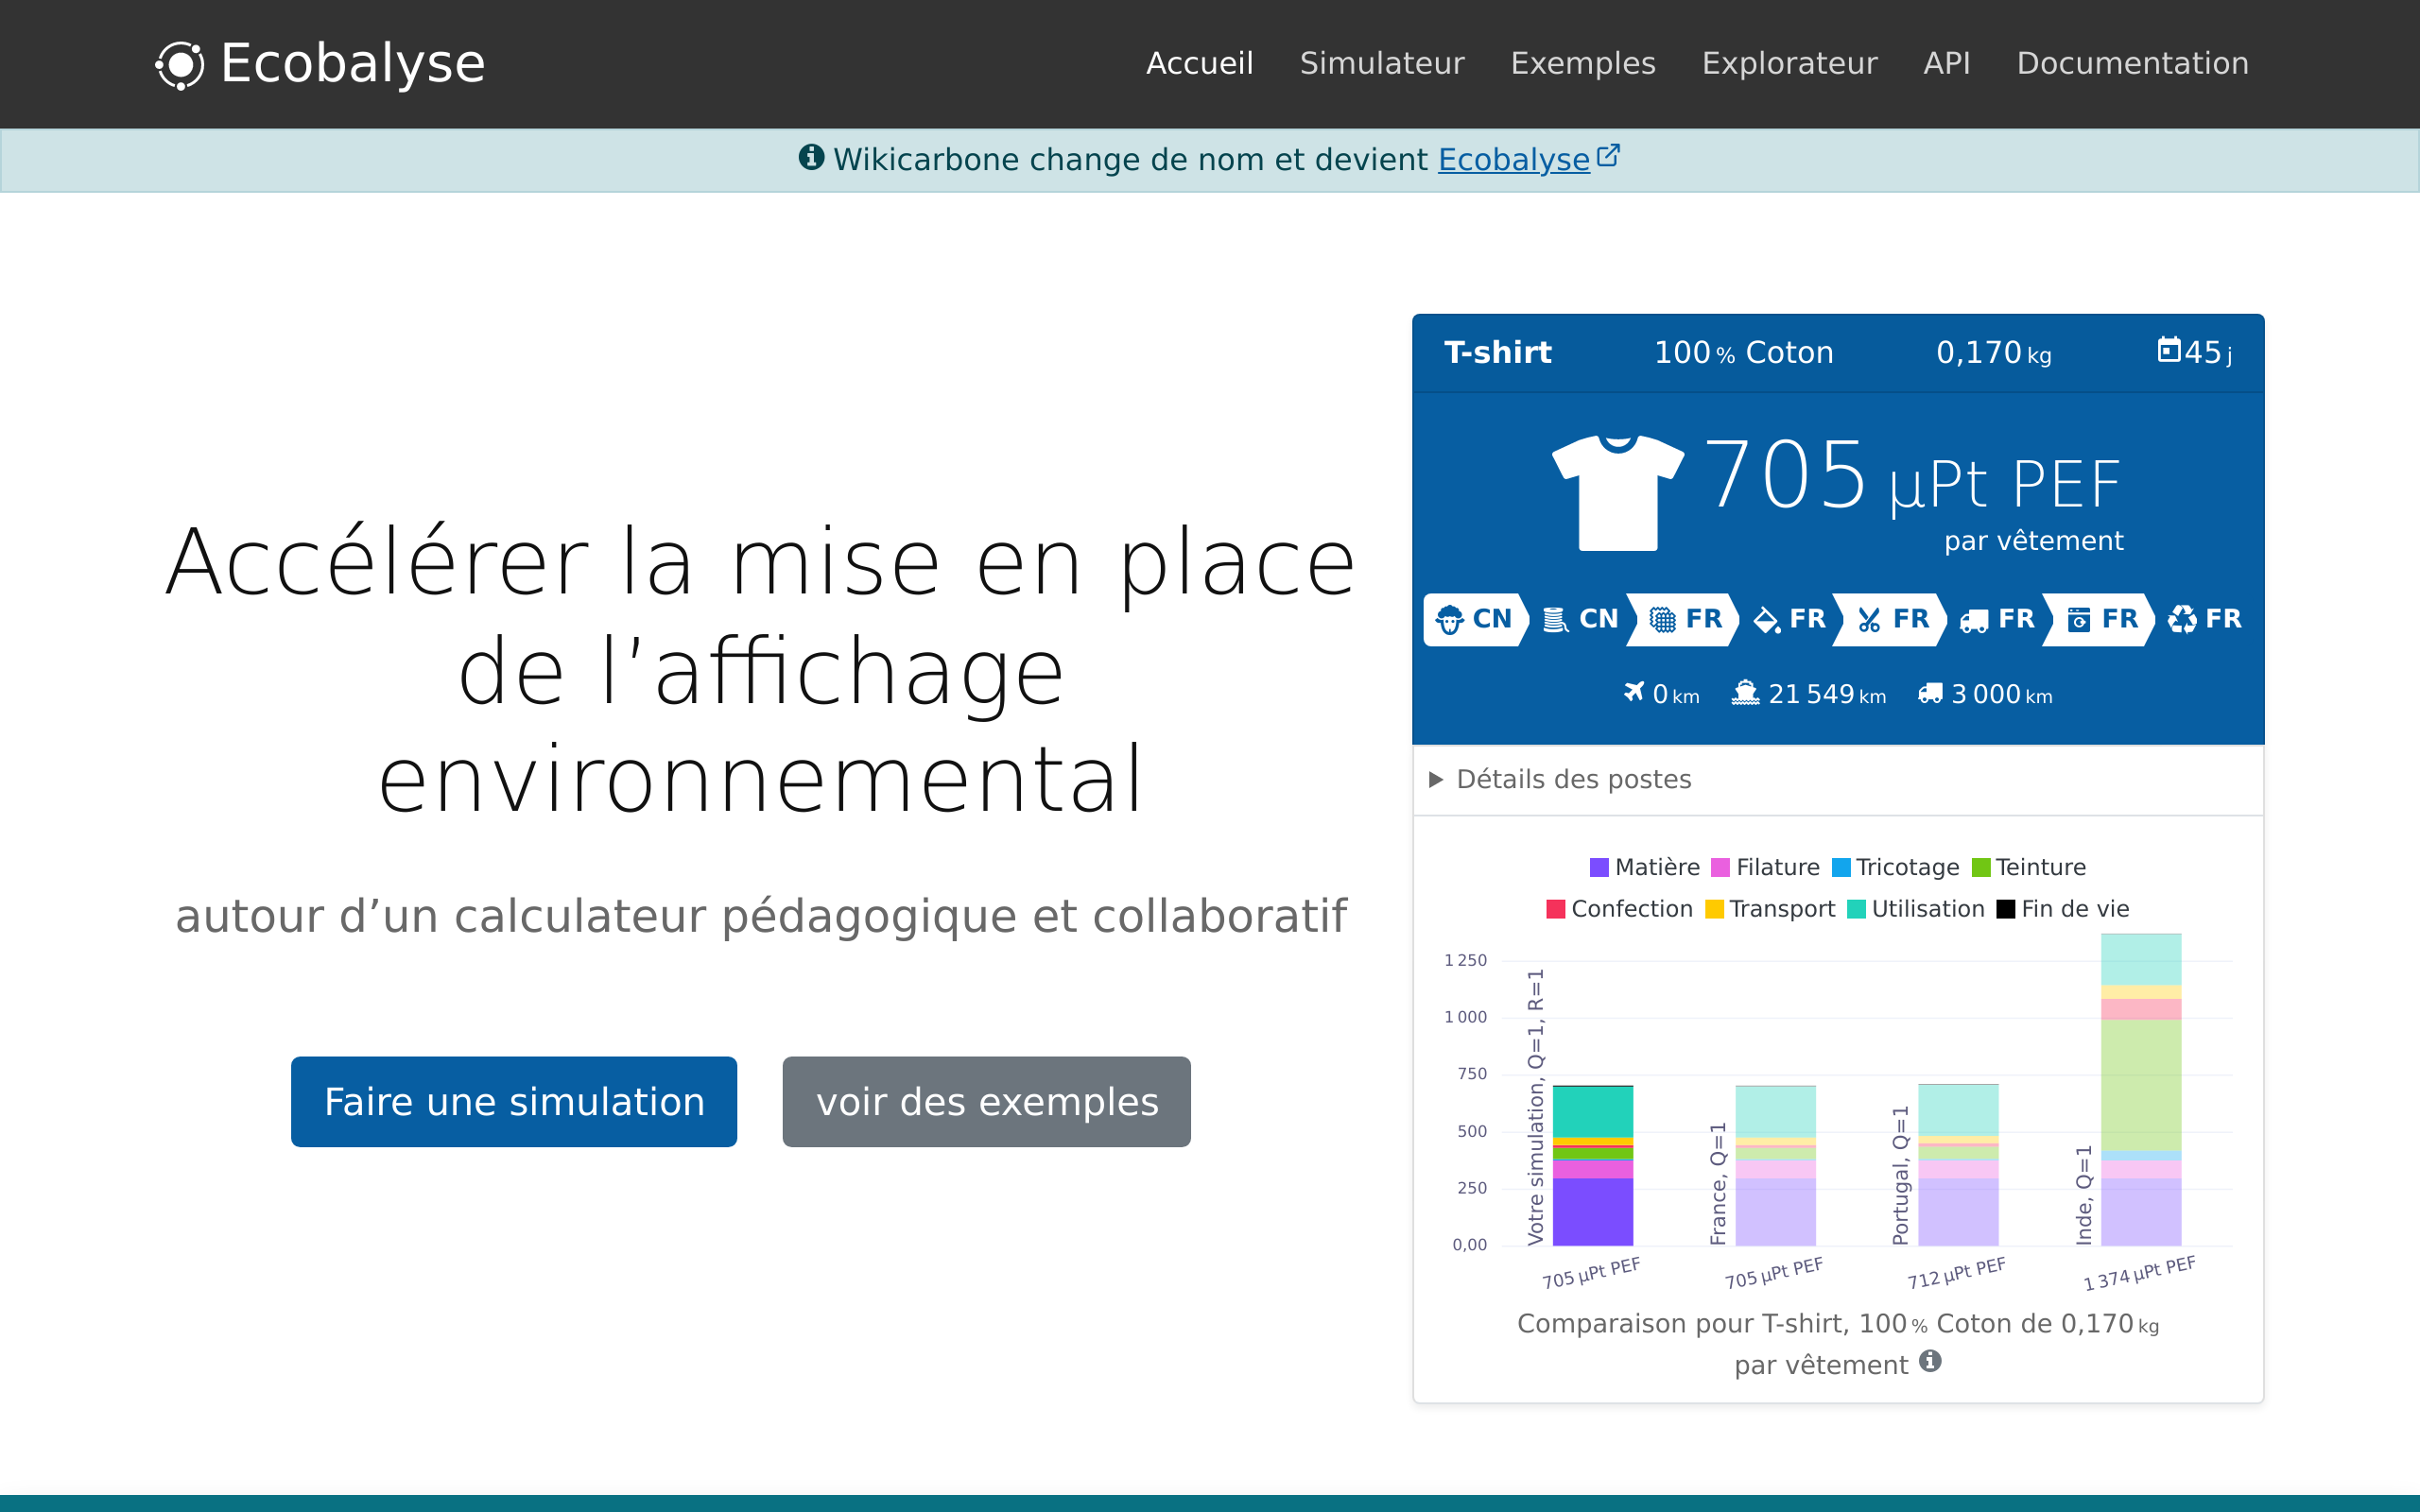 Ecobalyse
Accueil Simulateur Exemples Explorateur API Documentation
Wikicarbone change de nom et devient Ecobalyse
Accélérer la mise en place
de l’affichage
environnemental
autour d’un calculateur pédagogique et collaboratif
Faire une simulation voir des exemples
T-shirt 100 % Coton 0,170 kg 45 j
705 µPt PEF
par vêtement
CN CN FR FR FR FR FR FR
0 km 21 549 km 3 000 km
Détails des postes
Matière Filature Tricotage Teinture
Confection Transport Utilisation Fin de vie
1 250
1 000
750
500
250
0,00
Votre simulation, Q=1, R=1
France, Q=1
Portugal, Q=1
Inde, Q=1
705 µPt PEF 705 µPt PEF 712 µPt PEF 1 374 µPt PEF
Comparaison pour T-shirt, 100 % Coton de 0,170 kg
par vêtement